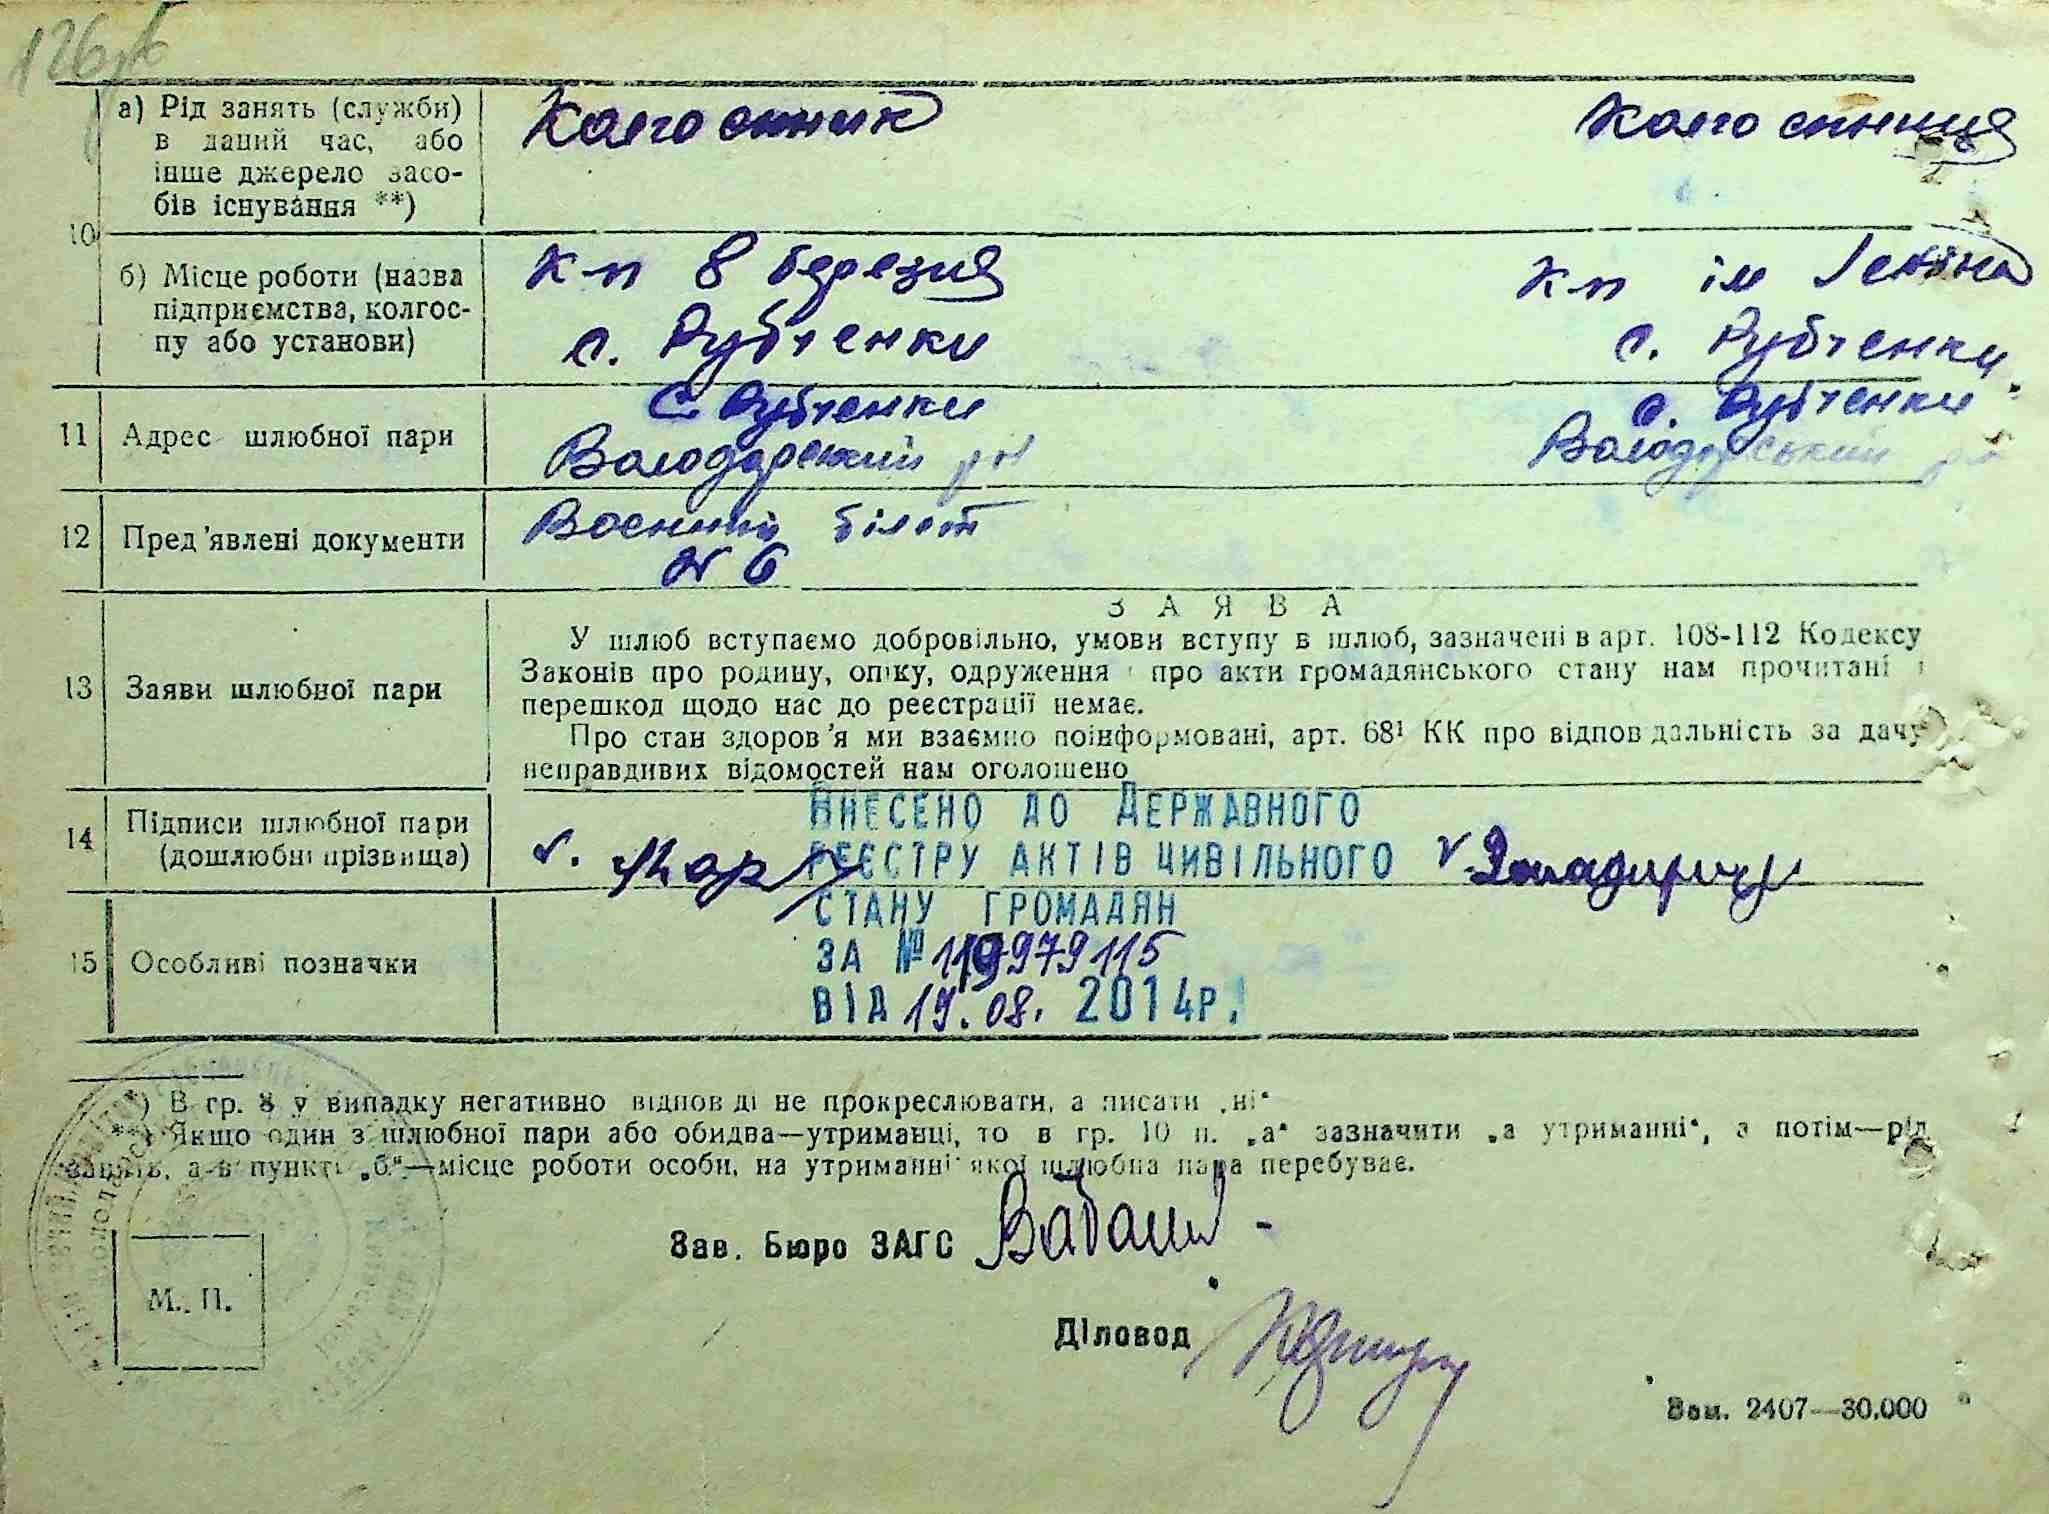 а) Рід занять (служби)
в даний час, або
інше джерело засо-
бів існування **)
Колгоспник
Колгоспниця
10
б) Місце роботи (назва
підприємства, колгос-
пу або установи)
К-п 8 березня
с. Рубченки
К-п ім Леніна
с. Рубченки
11
Адрес шлюбної пари
с. Рубченки
Володарський р-н
с. Рубченки
Володарський р-н
12
Пред'явлені документи
Воєнний білет
№ 6
13
Заяви шлюбної пари
ЗАЯВА
У шлюб вступаємо добровільно, умови вступу в шлюб, зазначені в арт. 108-112 Кодексу
Законів про родину, опіку, одруження і про акти громадянського стану нам прочитані і
перешкод щодо нас до реєстрації немає.
Про стан здоров'я ми взаємно поінформовані, арт. 68¹ КК про відповідальність за дачу
неправдивих відомостей нам оголошено
14
Підписи шлюбної пари
(дошлюбні прізвища)
ВНЕСЕНО ДО ДЕРЖАВНОГО
РЕЄСТРУ АКТІВ ЦИВІЛЬНОГО
СТАНУ ГРОМАДЯН
ЗА №119979115
ВІД 19.08. 2014р.
15
Особливі позначки
*) В гр. 8 у випадку негативно відповіді не прокреслювати, а писати „ні"
**) Якщо один з шлюбної пари або обидва—утриманці, то в гр. 10 п. „а" зазначити „а утриманні", а потім—рід
занять, а в пункті „б"—місце роботи особи, на утриманні якої шлюбна пара перебуває.
Зав. Бюро ЗАГС
М. П.
Діловод
Зам. 2407—30.000